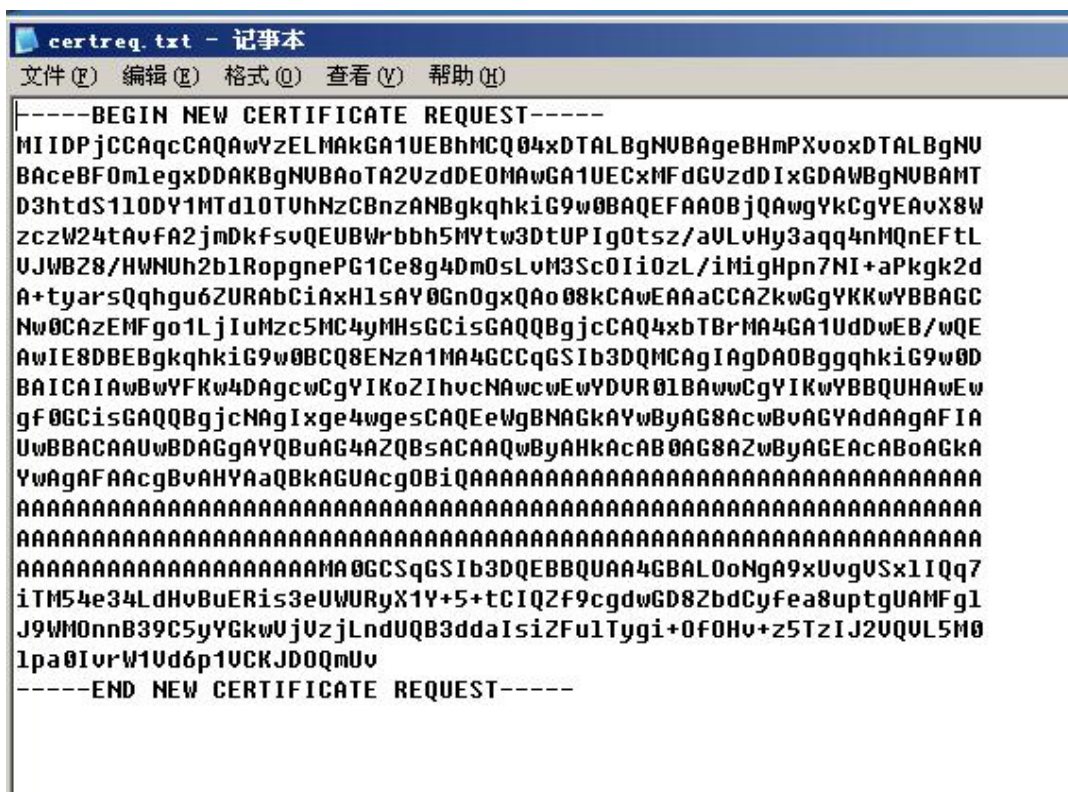 certreq.txt - 记事本
文件(F) 编辑(E) 格式(O) 查看(V) 帮助(H)
-----BEGIN NEW CERTIFICATE REQUEST-----
MIIDPjCCAqcCAQAwYzELMAkGA1UEBhMCQ04xDTALBgNVBAgeBHmPXvoxDTALBgNV
BAceBFOmlegxDDAKBgNVBAoTA2VzdDEOMAwGA1UECxMFdGVzdDIxGDAWBgNVBAMT
D3htdS1lODY1MTdlOTVhNzCBnzANBgkqhkiG9w0BAQEFAAOBjQAwgYkCgYEAvX8W
zczW24tAvfA2jmDkfsvQEUBWrbbh5MYtw3DtUPIgOtsz/aVLvHy3aqq4nMQnEFtL
VJWBZ8/HWNUh2blRopgnePG1Ce8g4DmOsLvM3ScOIiOzL/iMigHpn7NI+aPkgk2d
A+tyarsQqhgu6ZURAbCiAxHlsAY0GnOgxQAo08kCAwEAAaCCAZkwGgYKKwYBBAGC
Nw0CAzEMFgo1LjIuMzc5MC4yMHsGCisGAQQBgjcCAQ4xbTBrMA4GA1UdDwEB/wQE
AwIE8DBEBgkqhkiG9w0BCQ8ENzA1MA4GCCqGSIb3DQMCAgIAgDAOBggqhkiG9w0D
BAICAIAwBwYFKw4DAgcwCgYIKoZIhvcNAwcwEwYDVR0lBAwwCgYIKwYBBQUHAwEw
gf0GCisGAQQBgjcNAgIxge4wgesCAQEeWgBNAGkAYwByAG8AcwBvAGYAdAAgAFIA
UwBBACAAUwBDAGgAYQBuAG4AZQBsACAAQwByAHkAcAB0AG8AZwByAGEAcABoAGkA
YwAgAFAAcgBvAHYAaQBkAGUAcgOBiQAAAAAAAAAAAAAAAAAAAAAAAAAAAAAAAAAA
AAAAAAAAAAAAAAAAAAAAAAAAAAAAAAAAAAAAAAAAAAAAAAAAAAAAAAAAAAAAAAAA
AAAAAAAAAAAAAAAAAAAAAAAAAAAAAAAAAAAAAAAAAAAAAAAAAAAAAAAAAAAAAAAA
AAAAAAAAAAAAAAAAAAAAMA0GCSqGSIb3DQEBBQUAA4GBALOoNgA9xUvgVSxlIQq7
iTM54e34LdHvBuERis3eUWURyX1Y+5+tCIQZf9cgdwGD8ZbdCyfea8uptgUAMFgl
J9WMOnnB39C5yYGkwVjVzjLndUQB3ddaIsiZFulTygi+OfOHv+z5TzIJ2VQVL5M0
lpa0IvrW1Vd6p1VCKJDOQmUv
-----END NEW CERTIFICATE REQUEST-----